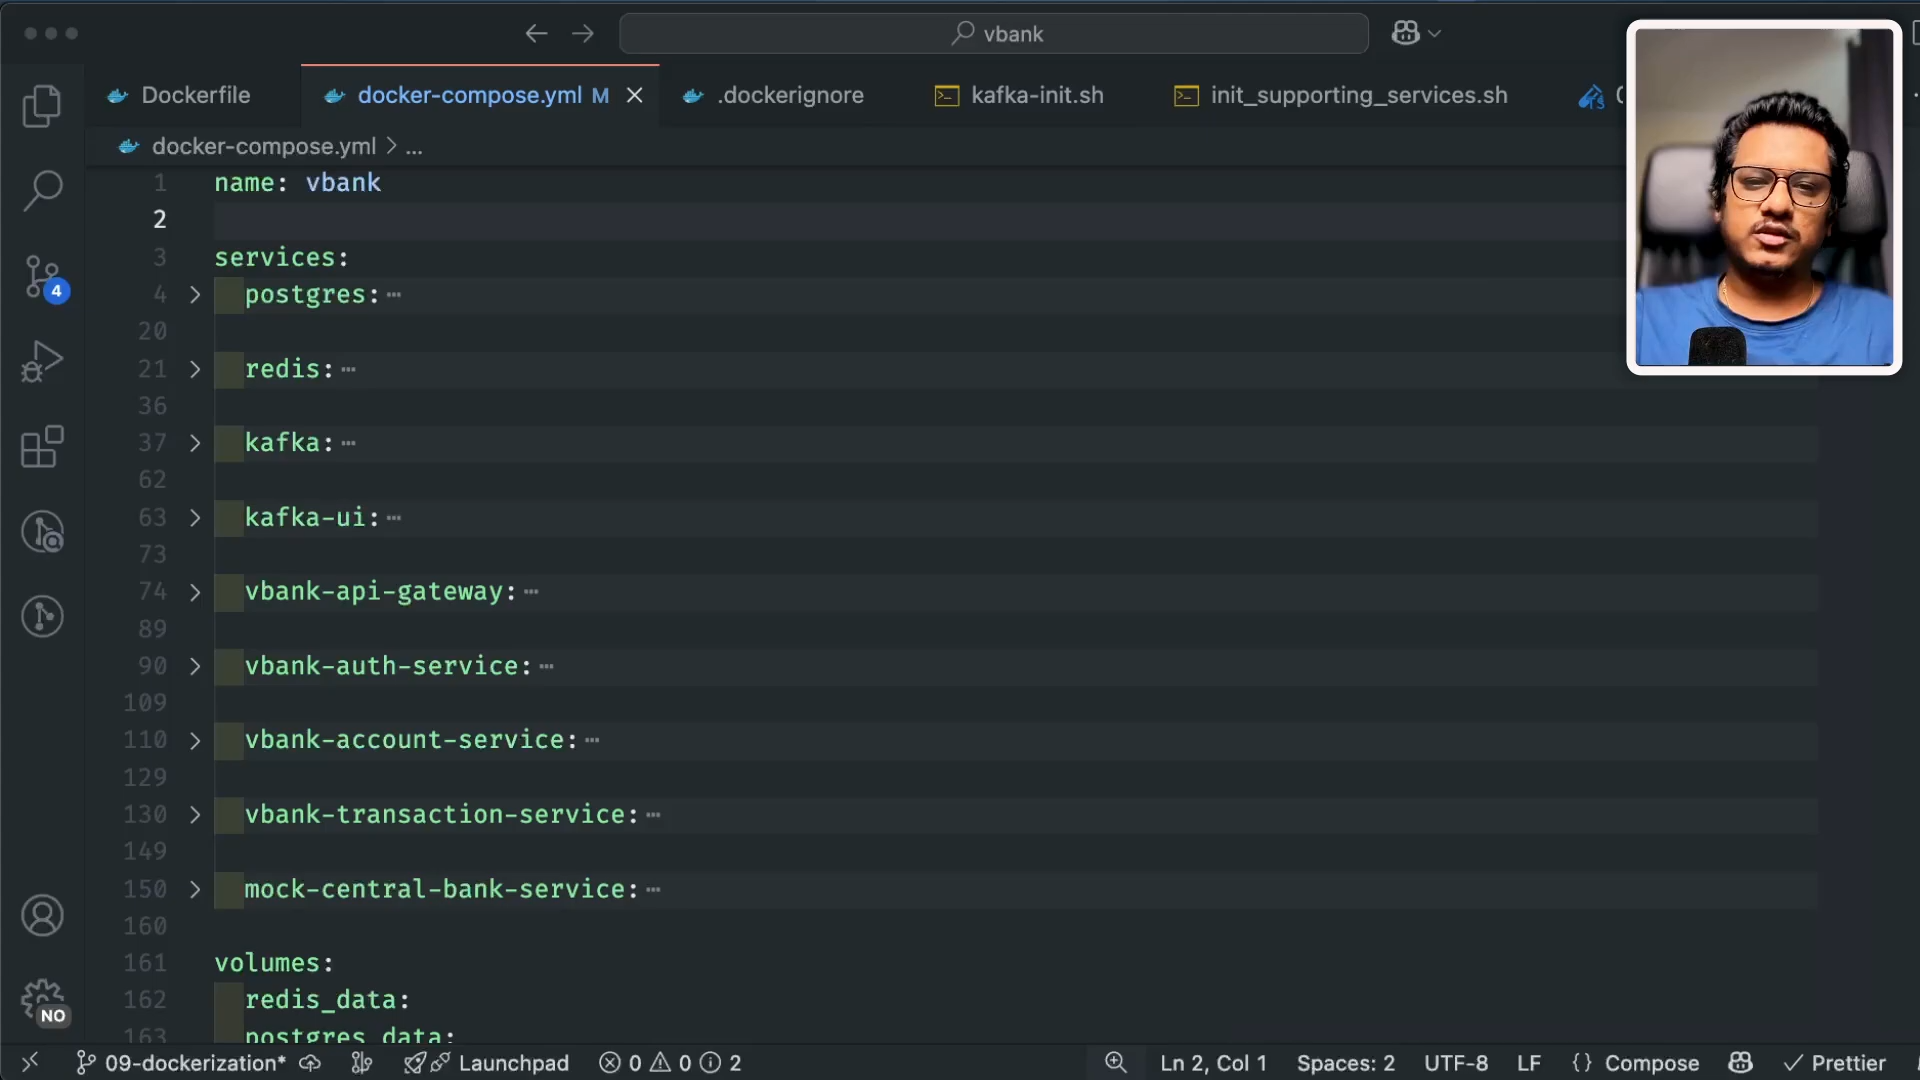 vbank
Dockerfile
docker-compose.yml M
.dockerignore
kafka-init.sh
init_supporting_services.sh
docker-compose.yml > ...
1 name: vbank
2
3 services:
4 postgres: ···
20
21 redis: ···
36
37 kafka: ···
62
63 kafka-ui: ···
73
74 vbank-api-gateway: ···
89
90 vbank-auth-service: ···
109
110 vbank-account-service: ···
129
130 vbank-transaction-service: ···
149
150 mock-central-bank-service: ···
160
161 volumes:
162 redis_data:
163 postgres_data:
4
NO
09-dockerization* Launchpad 0 0 2 Ln 2, Col 1 Spaces: 2 UTF-8 LF {} Compose Prettier